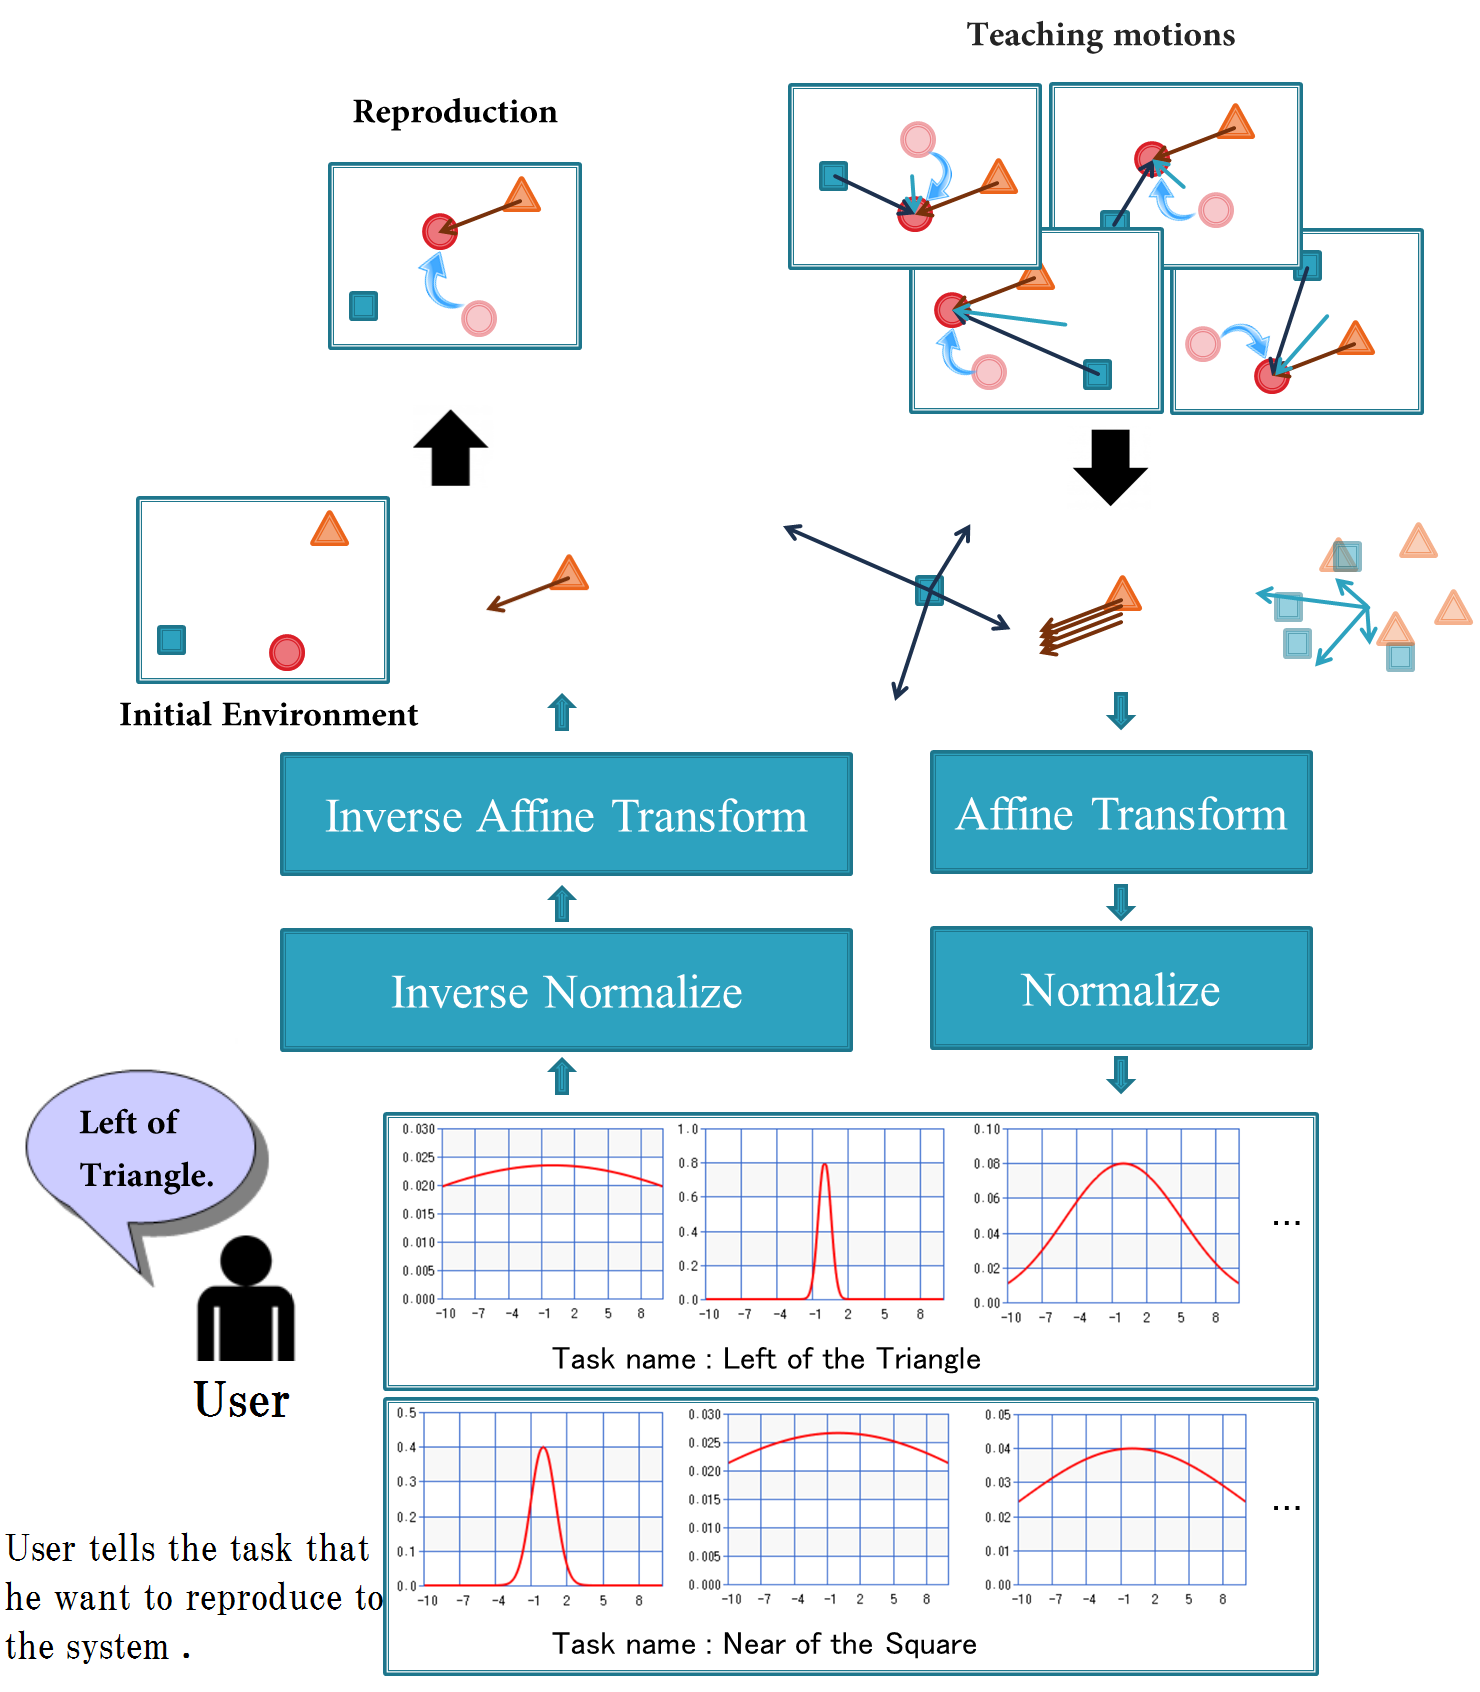 Teaching motions
Reproduction
Initial Environment
Inverse Affine Transform
Affine Transform
Inverse Normalize
Normalize
Left of
Triangle.
User
User tells the task that
he want to reproduce to
the system .
0.030
0.025
0.020
0.015
0.010
0.005
0.000
-10 -7 -4 -1 2 5 8
1.0
0.8
0.6
0.4
0.2
0.0
-10 -7 -4 -1 2 5 8
0.10
0.08
0.06
0.04
0.02
0.00
-10 -7 -4 -1 2 5 8
...
Task name : Left of the Triangle
0.5
0.4
0.3
0.2
0.1
0.0
-10 -7 -4 -1 2 5 8
0.030
0.025
0.020
0.015
0.010
0.005
0.000
-10 -7 -4 -1 2 5 8
0.05
0.04
0.03
0.02
0.01
0.00
-10 -7 -4 -1 2 5 8
...
Task name : Near of the Square